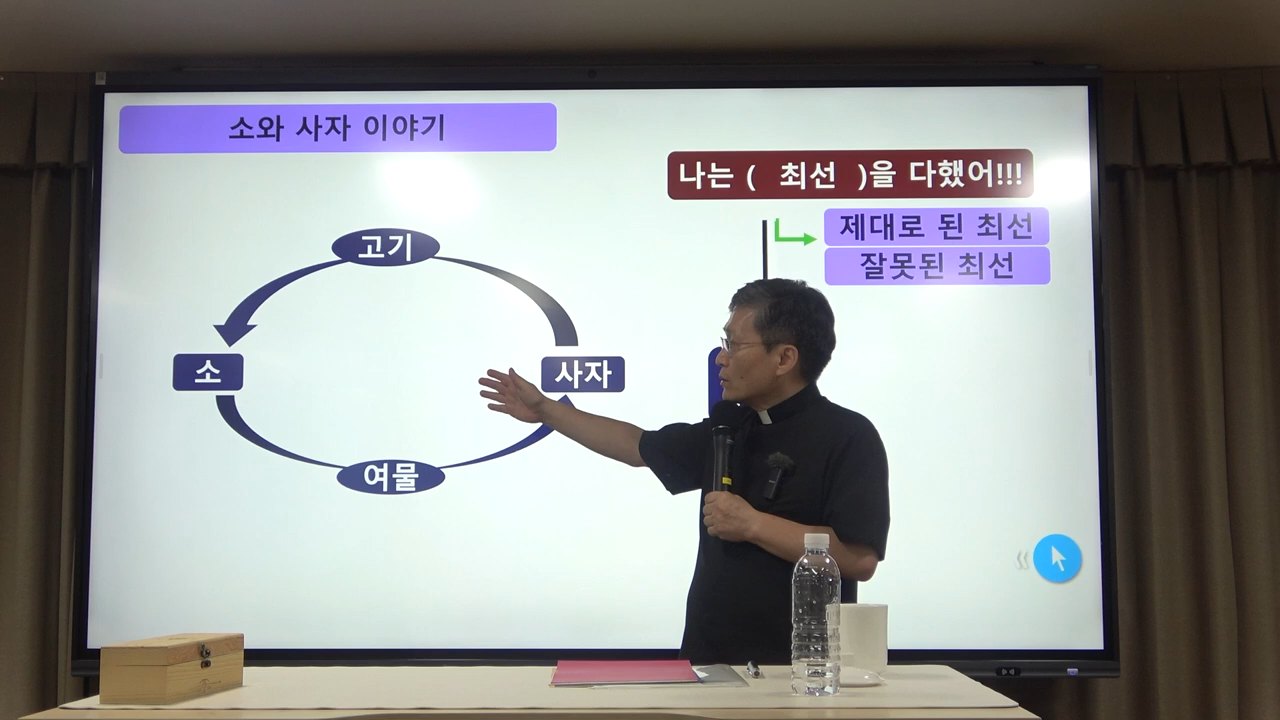 소와 사자 이야기
나는 ( 최선 )을 다했어!!!
제대로 된 최선
잘못된 최선
고기
소
사자
여물